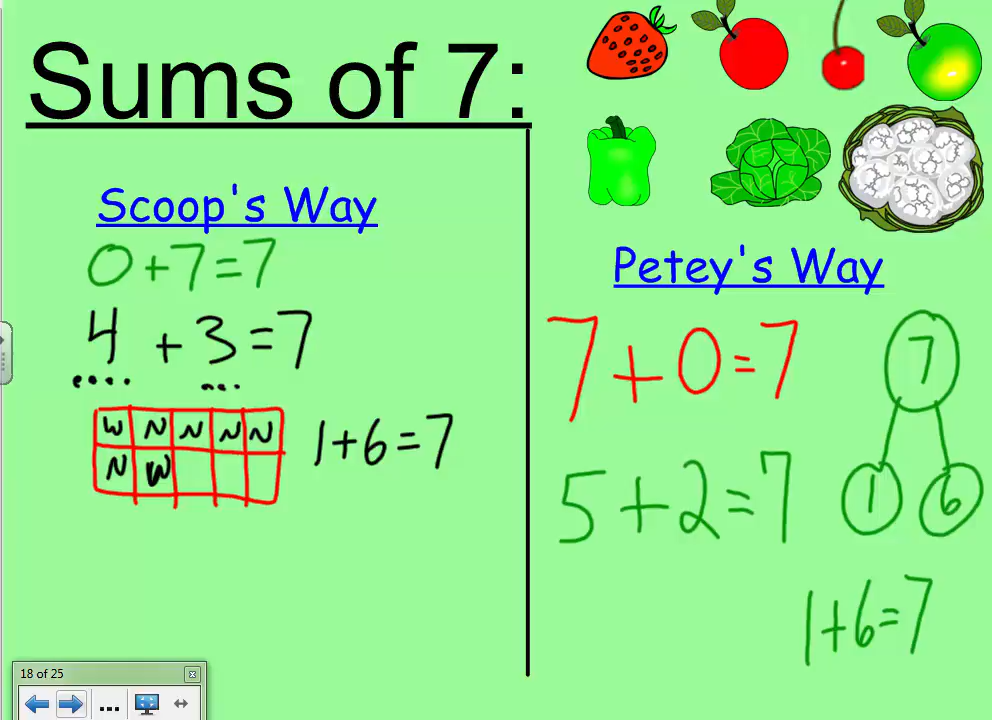 Sums of 7:
Scoop's Way
0+7=7
4 + 3=7
W N N N N
N W
1+6=7
Petey's Way
7+0=7
5+2=7
7
1 6
1+6=7
18 of 25
...